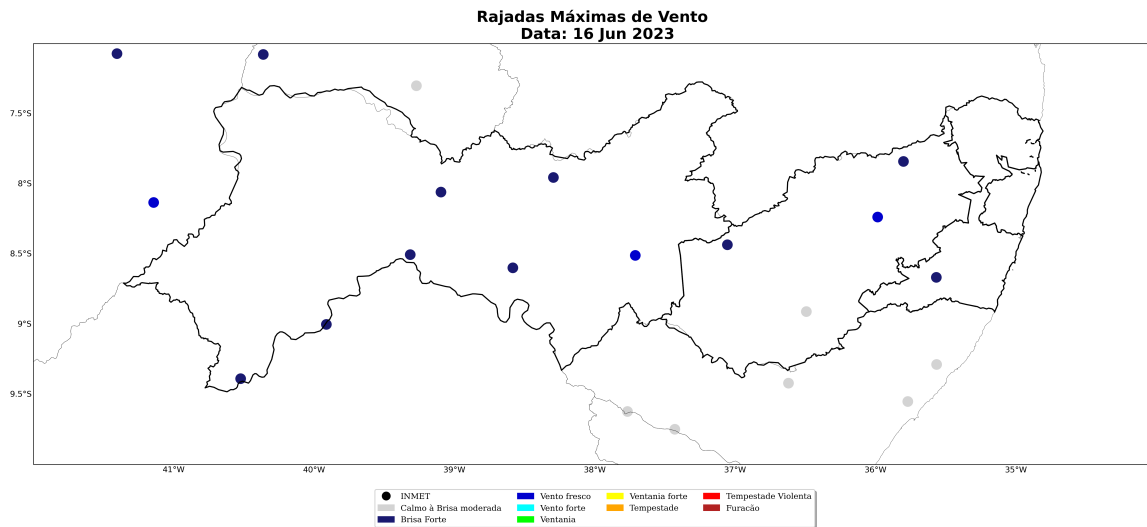 Rajadas Máximas de Vento
Data: 16 Jun 2023
7.5°S
8°S
8.5°S
9°S
9.5°S
41°W
40°W
39°W
38°W
37°W
36°W
35°W
INMET
Calmo à Brisa moderada
Brisa Forte
Vento fresco
Vento forte
Ventania
Ventania forte
Tempestade
Tempestade Violenta
Furacão